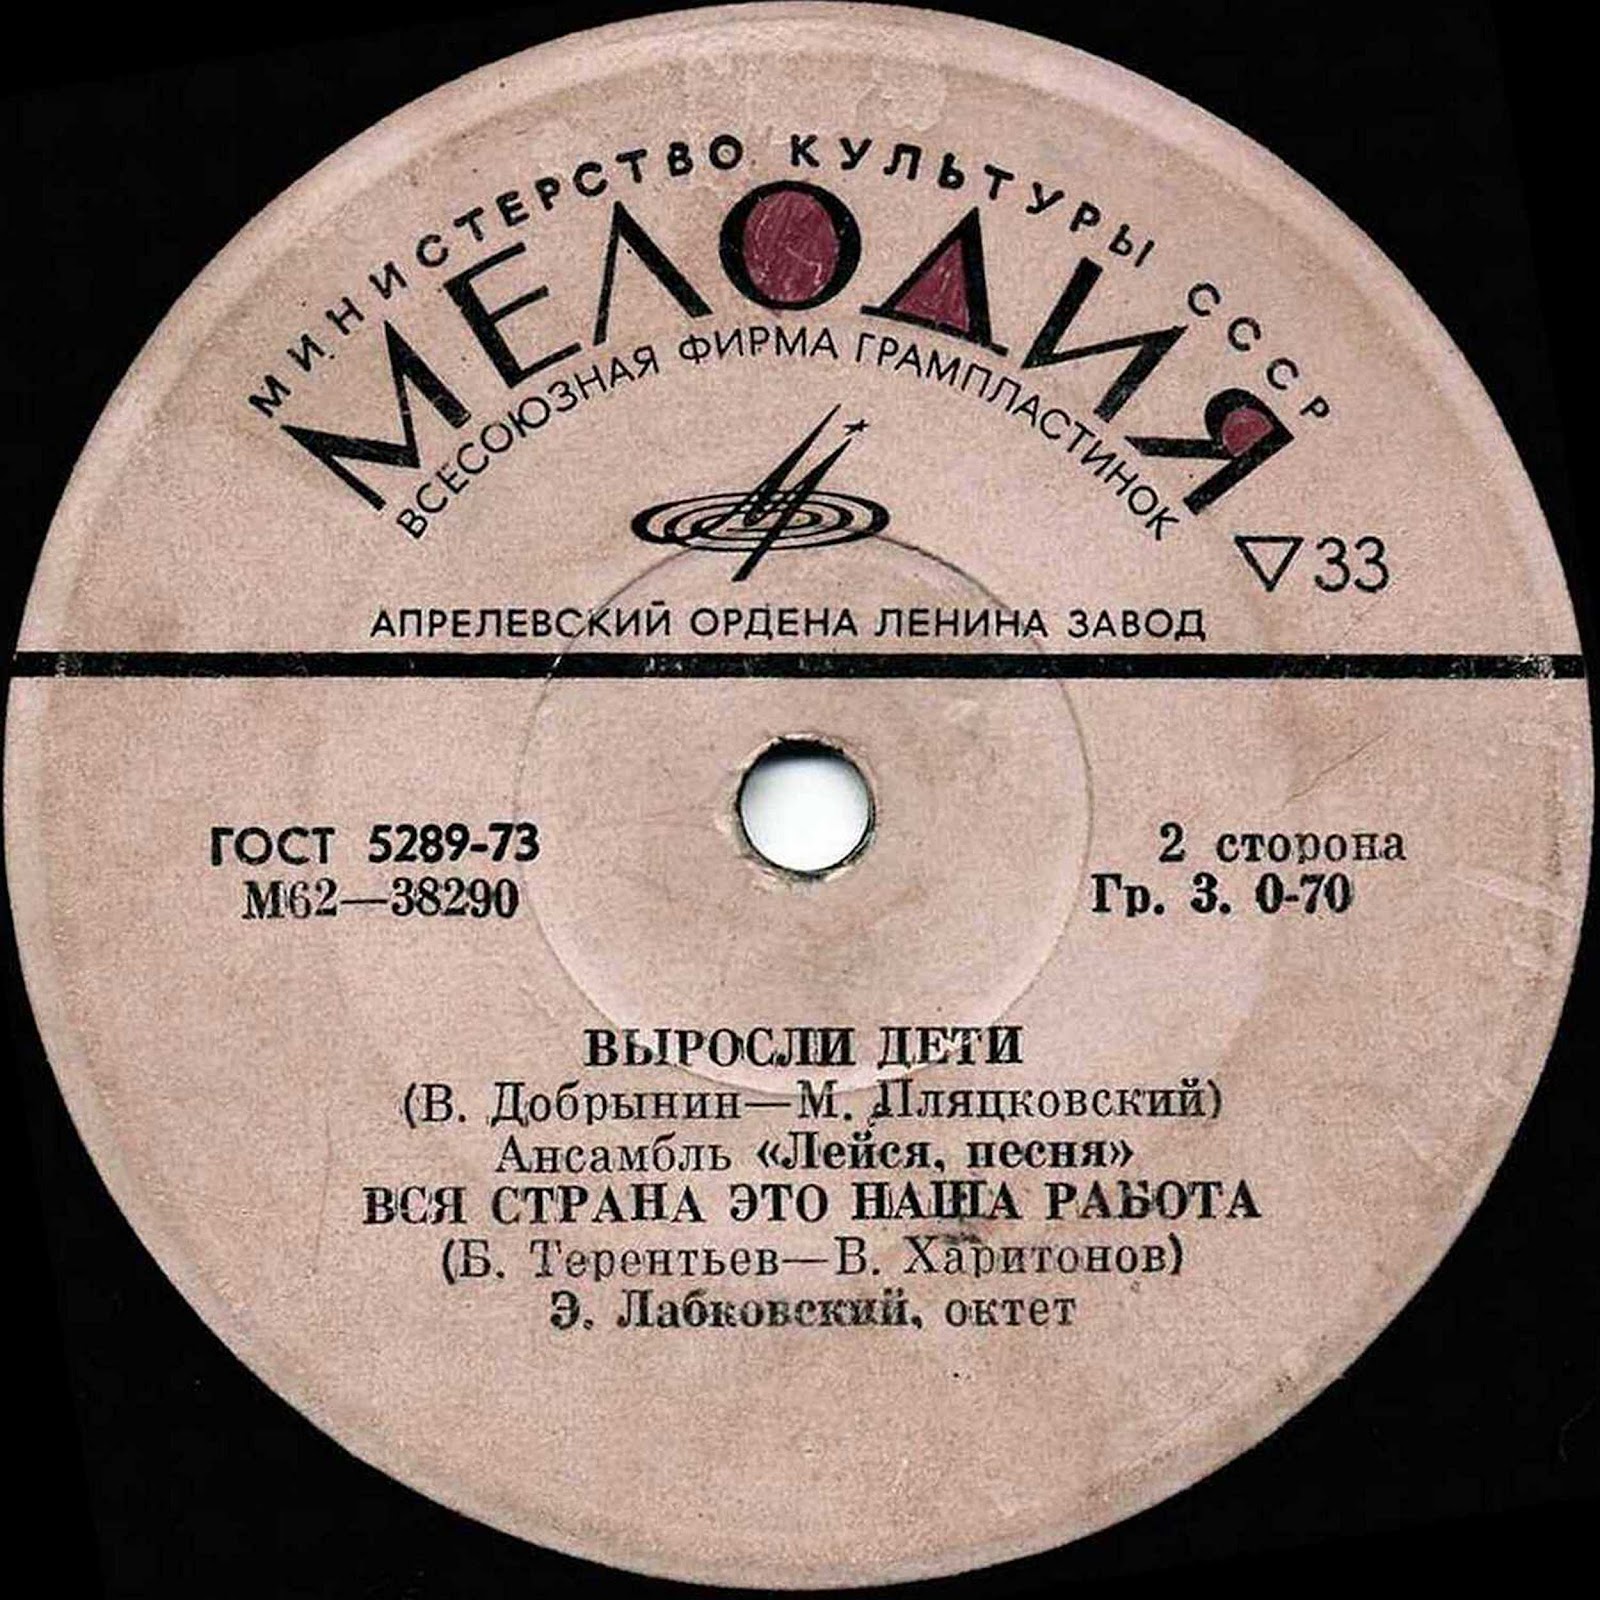 МИНИСТЕРСТВО КУЛЬТУРЫ СССР
МЕЛОДИЯ
ВСЕСОЮЗНАЯ ФИРМА ГРАМПЛАСТИНОК
33
АПРЕЛЕВСКИЙ ОРДЕНА ЛЕНИНА ЗАВОД
ГОСТ 5289-73
М62—38290
2 сторона
Гр. 3. 0-70
ВЫРОСЛИ ДЕТИ
(В. Добрынин—М. Пляцковский)
Ансамбль «Лейся, песня»
ВСЯ СТРАНА ЭТО НАША РАБОТА
(Б. Терентьев—В. Харитонов)
Э. Лабковский, октет